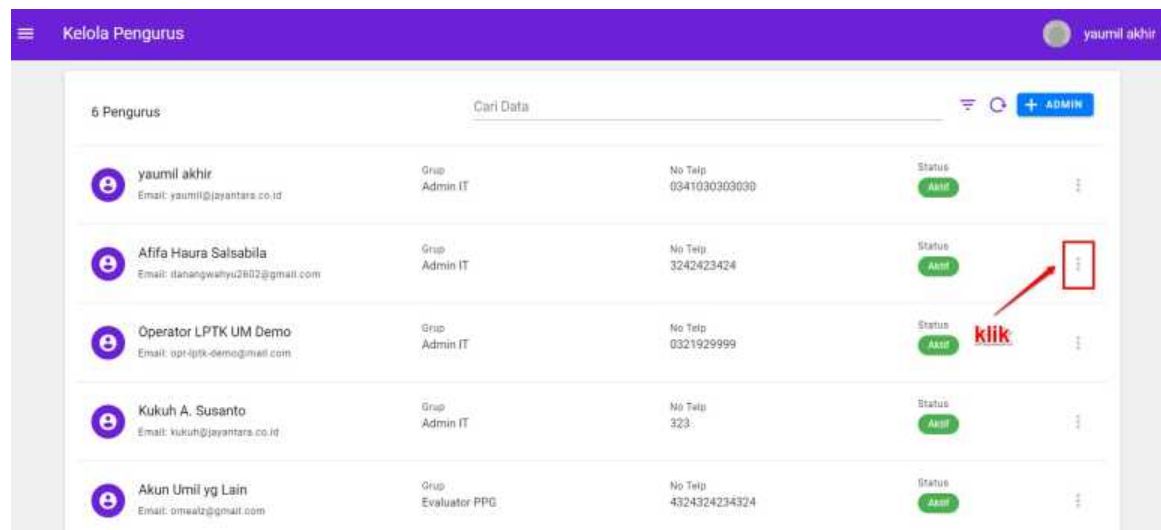 Kelola Pengurus
yaumil akhir
6 Pengurus
Cari Data
+ ADMIN
yaumil akhir
Email: yaumil@jayantara.co.id
Grup
Admin IT
No Telp
0341030303030
Status
Aktif
Afifa Haura Salsabila
Email: danangwahyu2602@gmail.com
Grup
Admin IT
No Telp
3242423424
Status
Aktif
klik
Operator LPTK UM Demo
Email: opr-lptk-demo@mail.com
Grup
Admin IT
No Telp
0321929999
Status
Aktif
Kukuh A. Susanto
Email: kukuh@jayantara.co.id
Grup
Admin IT
No Telp
323
Status
Aktif
Akun Umil yg Lain
Email: omealz@gmail.com
Grup
Evaluator PPG
No Telp
4324324234324
Status
Aktif